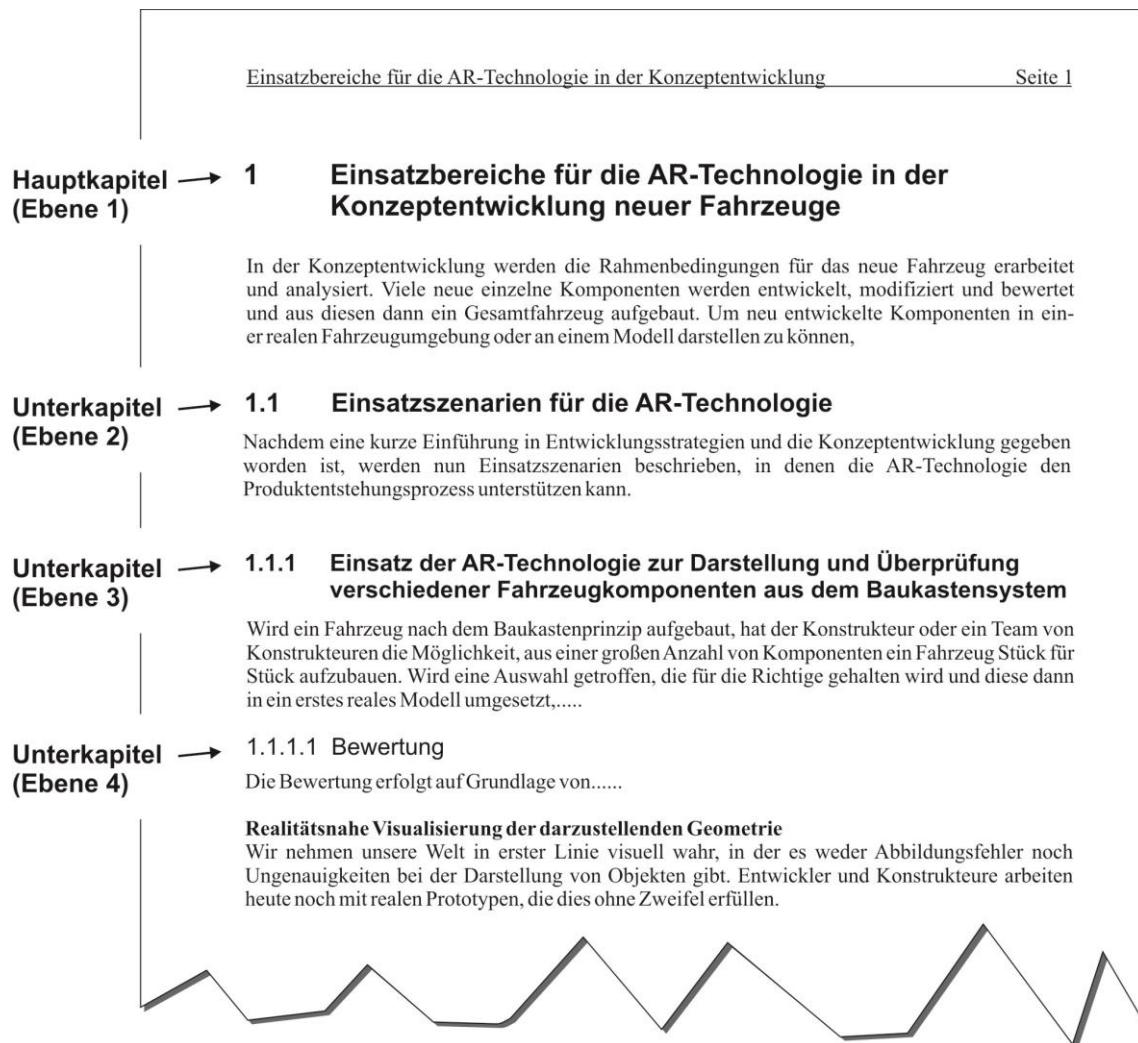 Einsatzbereiche für die AR-Technologie in der Konzeptentwicklung Seite 1
Hauptkapitel
(Ebene 1)
1 Einsatzbereiche für die AR-Technologie in der
Konzeptentwicklung neuer Fahrzeuge
In der Konzeptentwicklung werden die Rahmenbedingungen für das neue Fahrzeug erarbeitet
und analysiert. Viele neue einzelne Komponenten werden entwickelt, modifiziert und bewertet
und aus diesen dann ein Gesamtfahrzeug aufgebaut. Um neu entwickelte Komponenten in ein-
er realen Fahrzeugumgebung oder an einem Modell darstellen zu können,
Unterkapitel
(Ebene 2)
1.1 Einsatzszenarien für die AR-Technologie
Nachdem eine kurze Einführung in Entwicklungsstrategien und die Konzeptentwicklung gegeben
worden ist, werden nun Einsatzszenarien beschrieben, in denen die AR-Technologie den
Produktentstehungsprozess unterstützen kann.
Unterkapitel
(Ebene 3)
1.1.1 Einsatz der AR-Technologie zur Darstellung und Überprüfung
verschiedener Fahrzeugkomponenten aus dem Baukastensystem
Wird ein Fahrzeug nach dem Baukastenprinzip aufgebaut, hat der Konstrukteur oder ein Team von
Konstrukteuren die Möglichkeit, aus einer großen Anzahl von Komponenten ein Fahrzeug Stück für
Stück aufzubauen. Wird eine Auswahl getroffen, die für die Richtige gehalten wird und diese dann
in ein erstes reales Modell umgesetzt,.....
Unterkapitel
(Ebene 4)
1.1.1.1 Bewertung
Die Bewertung erfolgt auf Grundlage von......
Realitätsnahe Visualisierung der darzustellenden Geometrie
Wir nehmen unsere Welt in erster Linie visuell wahr, in der es weder Abbildungsfehler noch
Ungenauigkeiten bei der Darstellung von Objekten gibt. Entwickler und Konstrukteure arbeiten
heute noch mit realen Prototypen, die dies ohne Zweifel erfüllen.